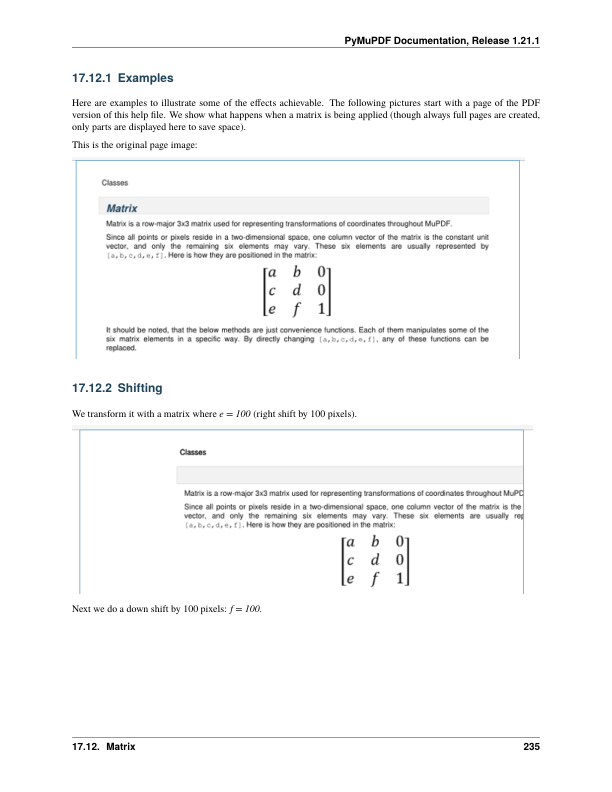 PyMuPDF Documentation, Release 1.21.1
17.12.1 Examples
Here are examples to illustrate some of the effects achievable. The following pictures start with a page of the PDF
version of this help file. We show what happens when a matrix is being applied (though always full pages are created,
only parts are displayed here to save space).
This is the original page image:
Classes
Matrix
Matrix is a row-major 3x3 matrix used for representing transformations of coordinates throughout MuPDF.
Since all points or pixels reside in a two-dimensional space, one column vector of the matrix is the constant unit
vector, and only the remaining six elements may vary. These six elements are usually represented by
[a,b,c,d,e,f]. Here is how they are positioned in the matrix:
[a b 0]
[c d 0]
[e f 1]
It should be noted, that the below methods are just convenience functions. Each of them manipulates some of the
six matrix elements in a specific way. By directly changing [a,b,c,d,e,f], any of these functions can be
replaced.
17.12.2 Shifting
We transform it with a matrix where e = 100 (right shift by 100 pixels).
Classes
Matrix is a row-major 3x3 matrix used for representing transformations of coordinates throughout MuPD
Since all points or pixels reside in a two-dimensional space, one column vector of the matrix is the
vector, and only the remaining six elements may vary. These six elements are usually rep
[a,b,c,d,e,f]. Here is how they are positioned in the matrix:
[a b 0]
[c d 0]
[e f 1]
Next we do a down shift by 100 pixels: f = 100.
17.12. Matrix 235